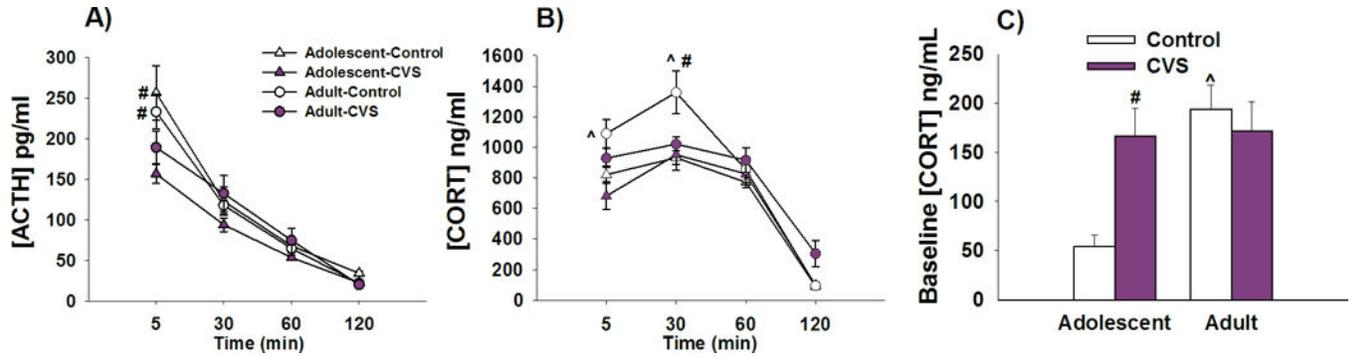 A)
[ACTH] pg/ml
300
250
200
150
100
50
0
#
#
Adolescent-Control
Adolescent-CVS
Adult-Control
Adult-CVS
5 30 60 120
Time (min)
B)
[CORT] ng/ml
1600
1400
1200
1000
800
600
400
200
0
^ #
^
5 30 60 120
Time (min)
C)
Baseline [CORT] ng/mL
250
200
150
100
50
0
Control
CVS
#
^
Adolescent Adult